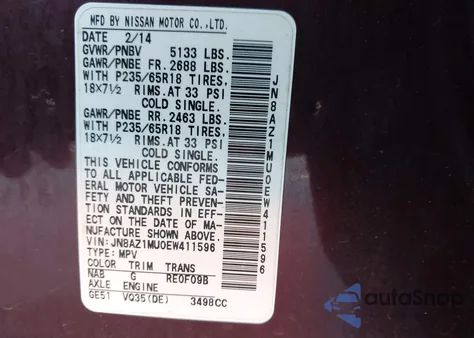 MFD BY NISSAN MOTOR CO.,LTD.
DATE 2/14
GVWR/PNBV 5133 LBS.
GAWR/PNBE FR. 2688 LBS.
WITH P235/65R18 TIRES,
18×7½ RIMS, AT 33 PSI
COLD SINGLE.
GAWR/PNBE RR. 2463 LBS.
WITH P235/65R18 TIRES,
18×7½ RIMS, AT 33 PSI
COLD SINGLE.
THIS VEHICLE CONFORMS
TO ALL APPLICABLE FED-
ERAL MOTOR VEHICLE SA-
FETY AND THEFT PREVEN-
TION STANDARDS IN EFF-
ECT ON THE DATE OF MA-
NUFACTURE SHOWN ABOVE.
VIN: JN8AZ1MU0EW411596
TYPE: MPV
COLOR TRIM TRANS
NAB G RE0F09B
AXLE ENGINE
GE51 VQ35(DE) 3498CC
JN8AZ1MU0EW411596
autoSnap